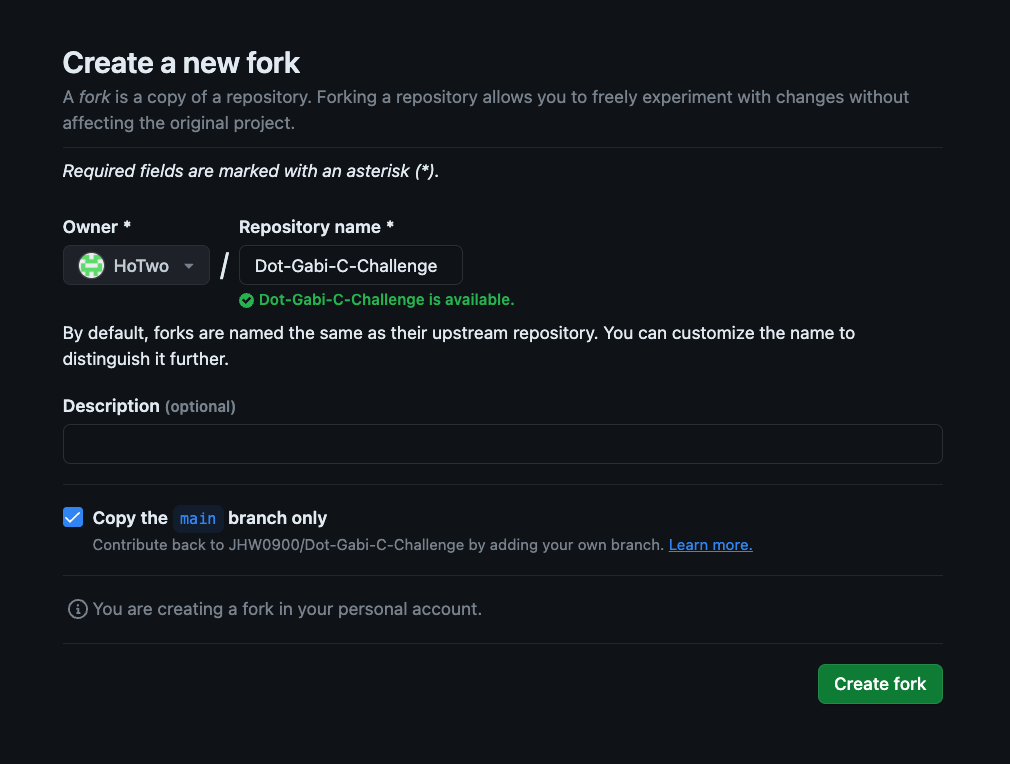 Create a new fork
A fork is a copy of a repository. Forking a repository allows you to freely experiment with changes without
affecting the original project.
Required fields are marked with an asterisk (*).
Owner * Repository name *
HoTwo / Dot-Gabi-C-Challenge
Dot-Gabi-C-Challenge is available.
By default, forks are named the same as their upstream repository. You can customize the name to
distinguish it further.
Description (optional)
Copy the main branch only
Contribute back to JHW0900/Dot-Gabi-C-Challenge by adding your own branch. Learn more.
You are creating a fork in your personal account.
Create fork